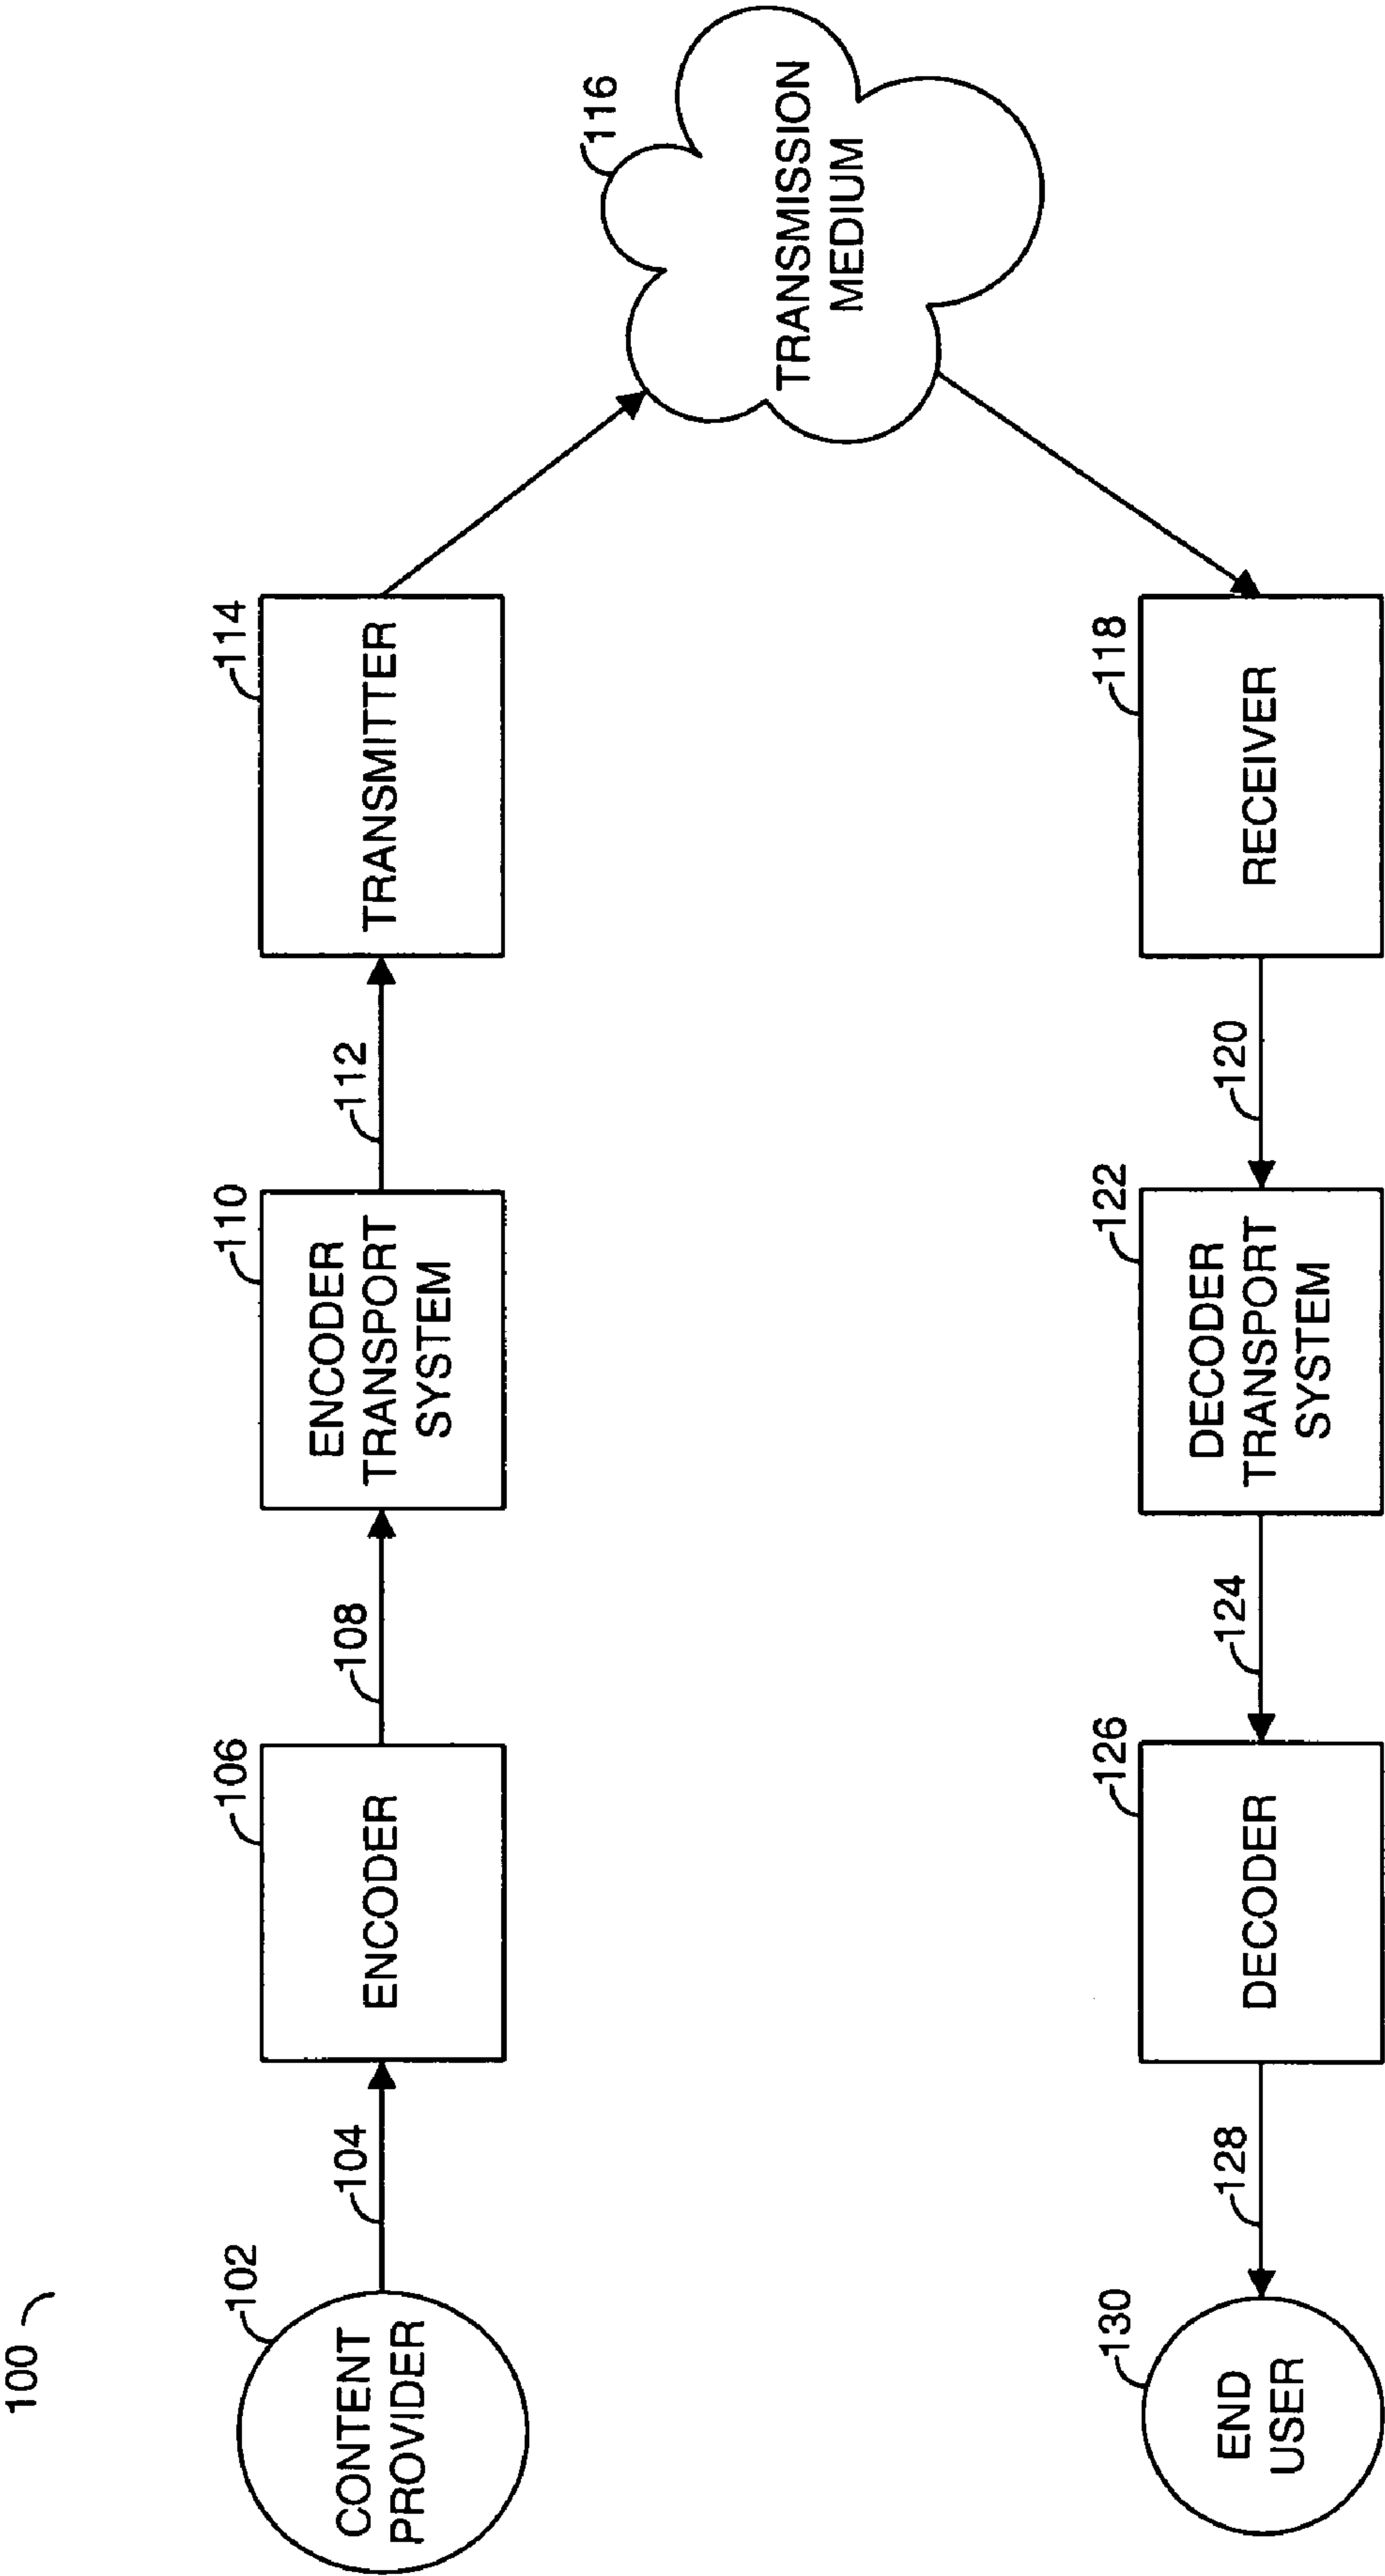 100
102
CONTENT
PROVIDER
104
106
ENCODER
108
110
ENCODER
TRANSPORT
SYSTEM
112
114
TRANSMITTER
116
TRANSMISSION
MEDIUM
118
RECEIVER
120
122
DECODER
TRANSPORT
SYSTEM
124
126
DECODER
128
130
END
USER